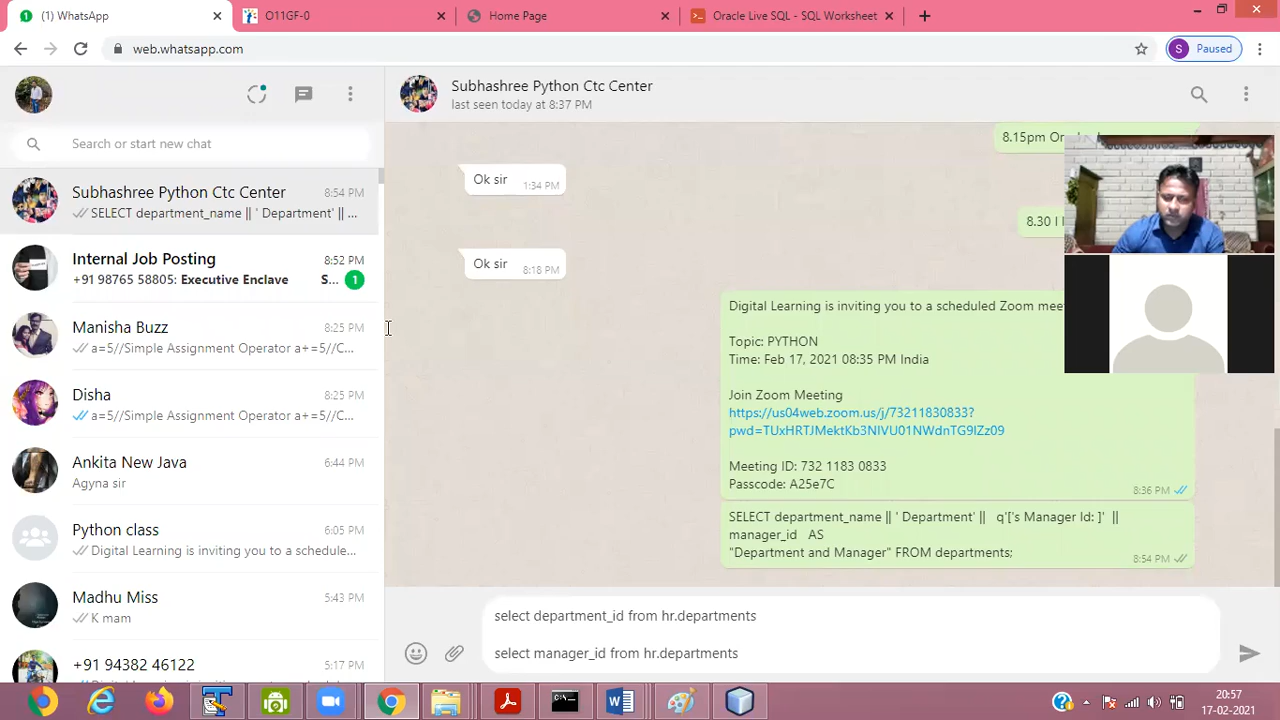 (1) WhatsApp
O11GF-0
Home Page
Oracle Live SQL - SQL Worksheet
web.whatsapp.com
S
Paused
Subhashree Python Ctc Center
last seen today at 8:37 PM
Search or start new chat
Subhashree Python Ctc Center 8:54 PM
SELECT department_name || ' Department' || ...
Internal Job Posting 8:52 PM
+91 98765 58805: Executive Enclave S... 1
Manisha Buzz 8:25 PM
a=5//Simple Assignment Operator a+=5//C...
Disha 8:25 PM
a=5//Simple Assignment Operator a+=5//C...
Ankita New Java 6:44 PM
Agyna sir
Python class 6:05 PM
Digital Learning is inviting you to a schedule...
Madhu Miss 5:43 PM
K mam
+91 94382 46122 5:17 PM
8.15pm
Ok sir 1:34 PM
8.30
Ok sir 8:18 PM
Digital Learning is inviting you to a scheduled Zoom
Topic: PYTHON
Time: Feb 17, 2021 08:35 PM India
Join Zoom Meeting
https://us04web.zoom.us/j/73211830833?
pwd=TUxHRTJMektKb3NIVU01NWdnTG9IZz09
Meeting ID: 732 1183 0833
Passcode: A25e7C
8:36 PM
SELECT department_name || ' Department' || q'['s Manager Id: ]' ||
manager_id AS
"Department and Manager" FROM departments;
8:54 PM
select department_id from hr.departments
select manager_id from hr.departments
20:57
17-02-2021